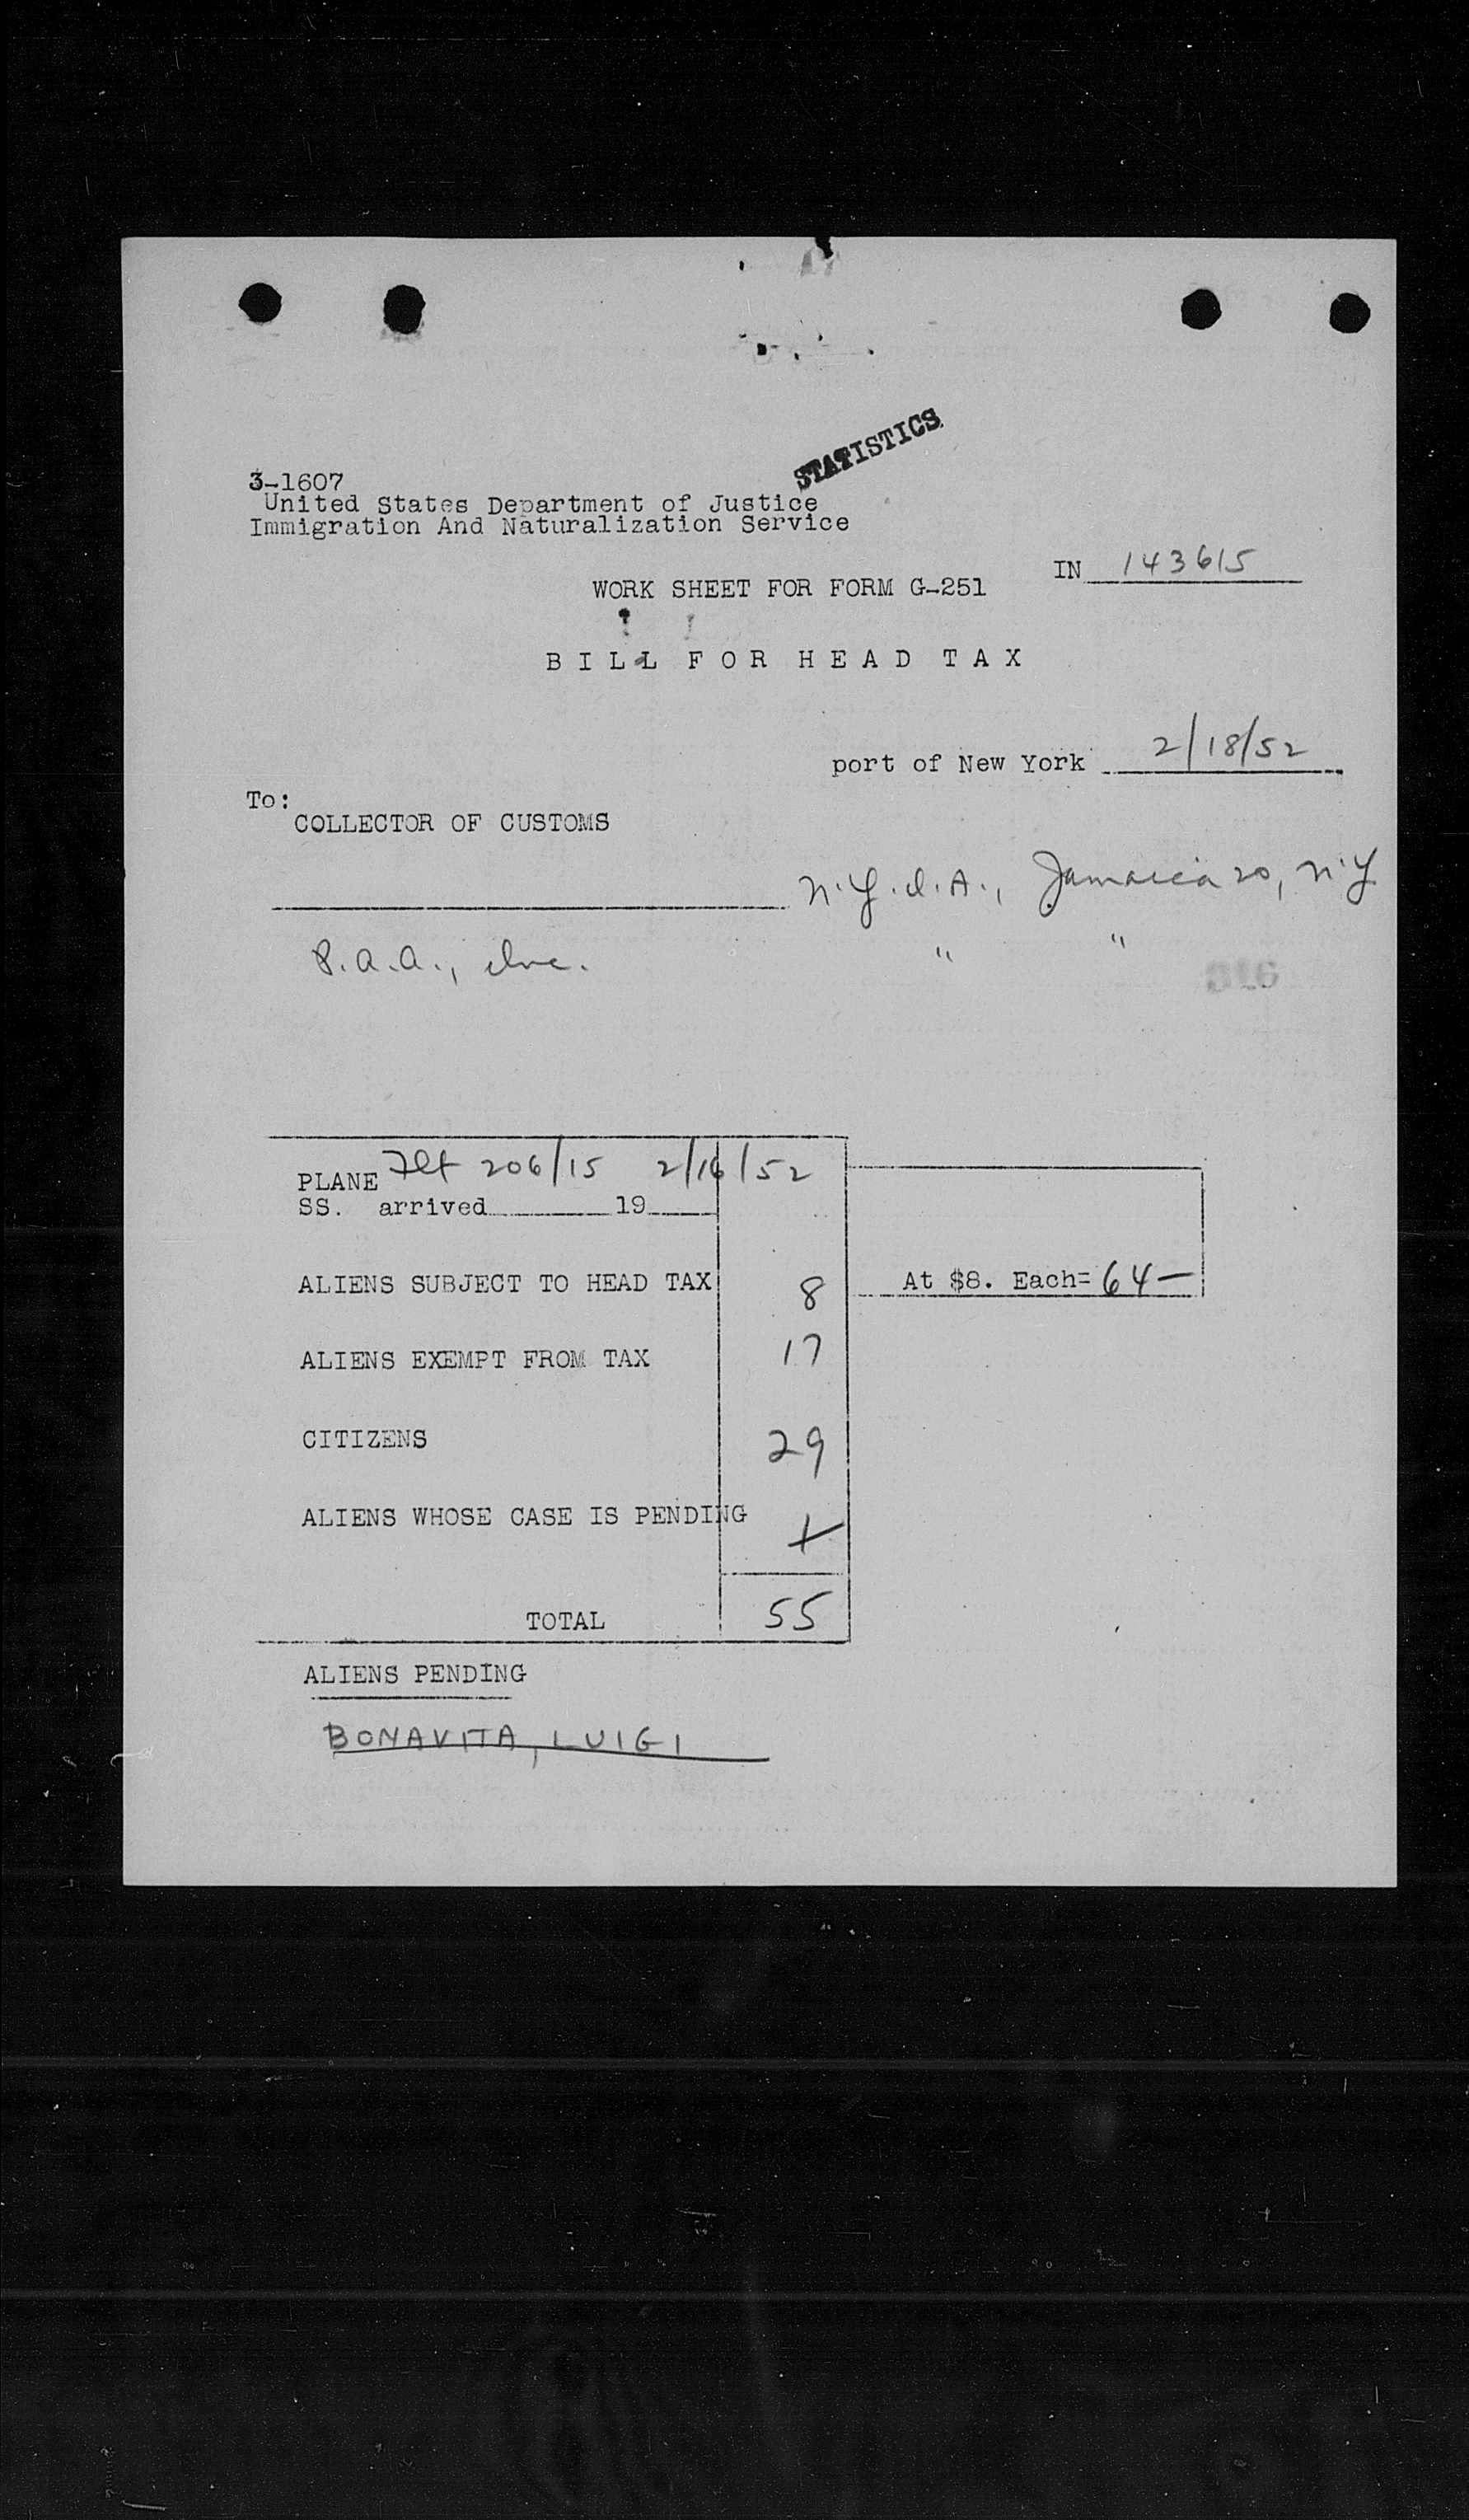 STATISTICS
3-1607
United States Department of Justice
Immigration And Naturalization Service
IN 143615
WORK SHEET FOR FORM G-251
BILL FOR HEAD TAX
port of New York 2/18/52
To:
COLLECTOR OF CUSTOMS
N.Y.I.A., Jamaica 20, N.Y
P.A.A., Inc. " "
316
PLANE Flt 206/15 2/16/52
SS. arrived 19
ALIENS SUBJECT TO HEAD TAX 8 At $8. Each= 64—
ALIENS EXEMPT FROM TAX 17
CITIZENS 29
ALIENS WHOSE CASE IS PENDING 1
TOTAL 55
ALIENS PENDING
BONAVITA, LUIGI